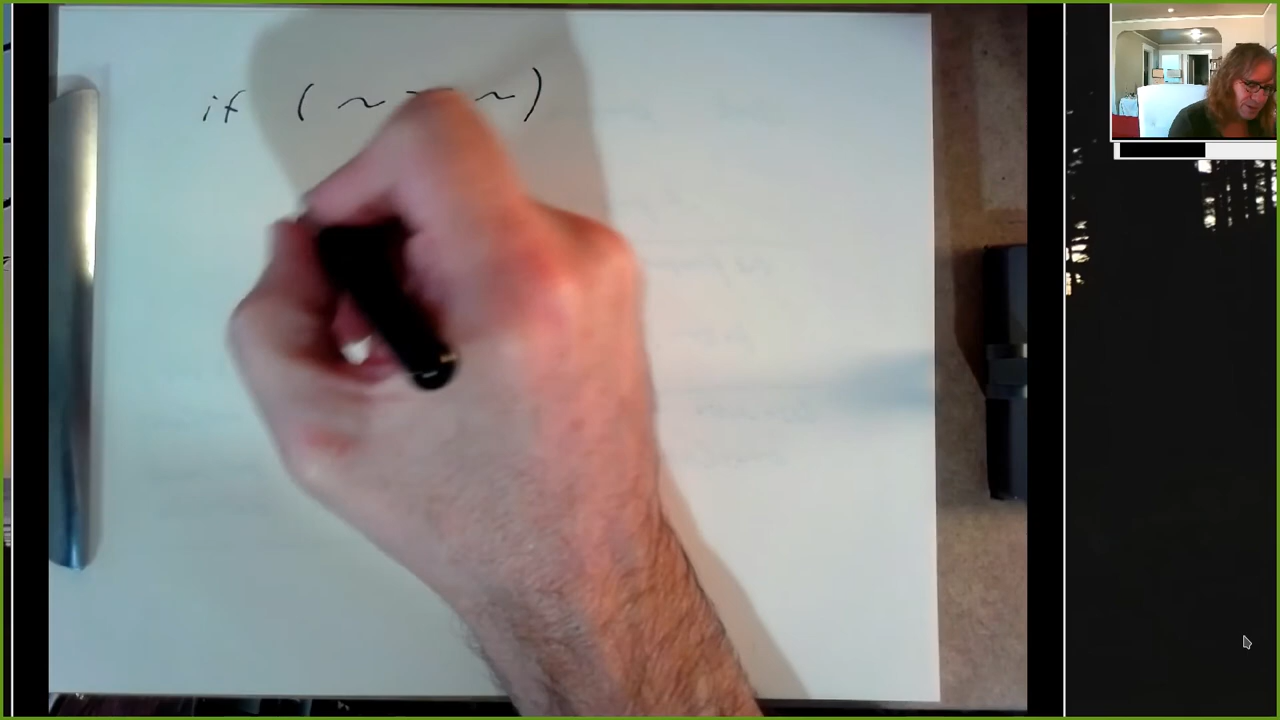 if ( ~ ~ ~ )